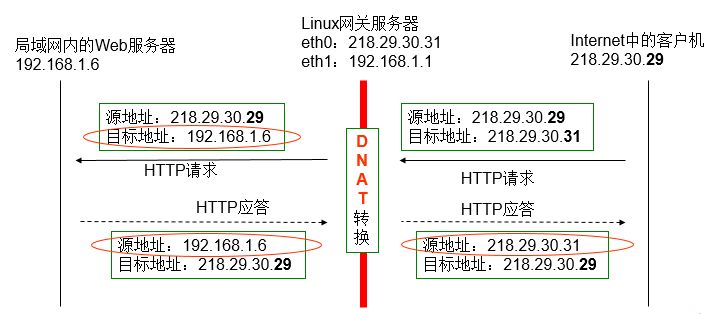 局域网内的Web服务器
192.168.1.6
Linux网关服务器
eth0：218.29.30.31
eth1：192.168.1.1
Internet中的客户机
218.29.30.29
源地址：218.29.30.29
目标地址：192.168.1.6
HTTP请求
HTTP应答
源地址：192.168.1.6
目标地址：218.29.30.29
DNAT转换
源地址：218.29.30.29
目标地址：218.29.30.31
HTTP请求
HTTP应答
源地址：218.29.30.31
目标地址：218.29.30.29